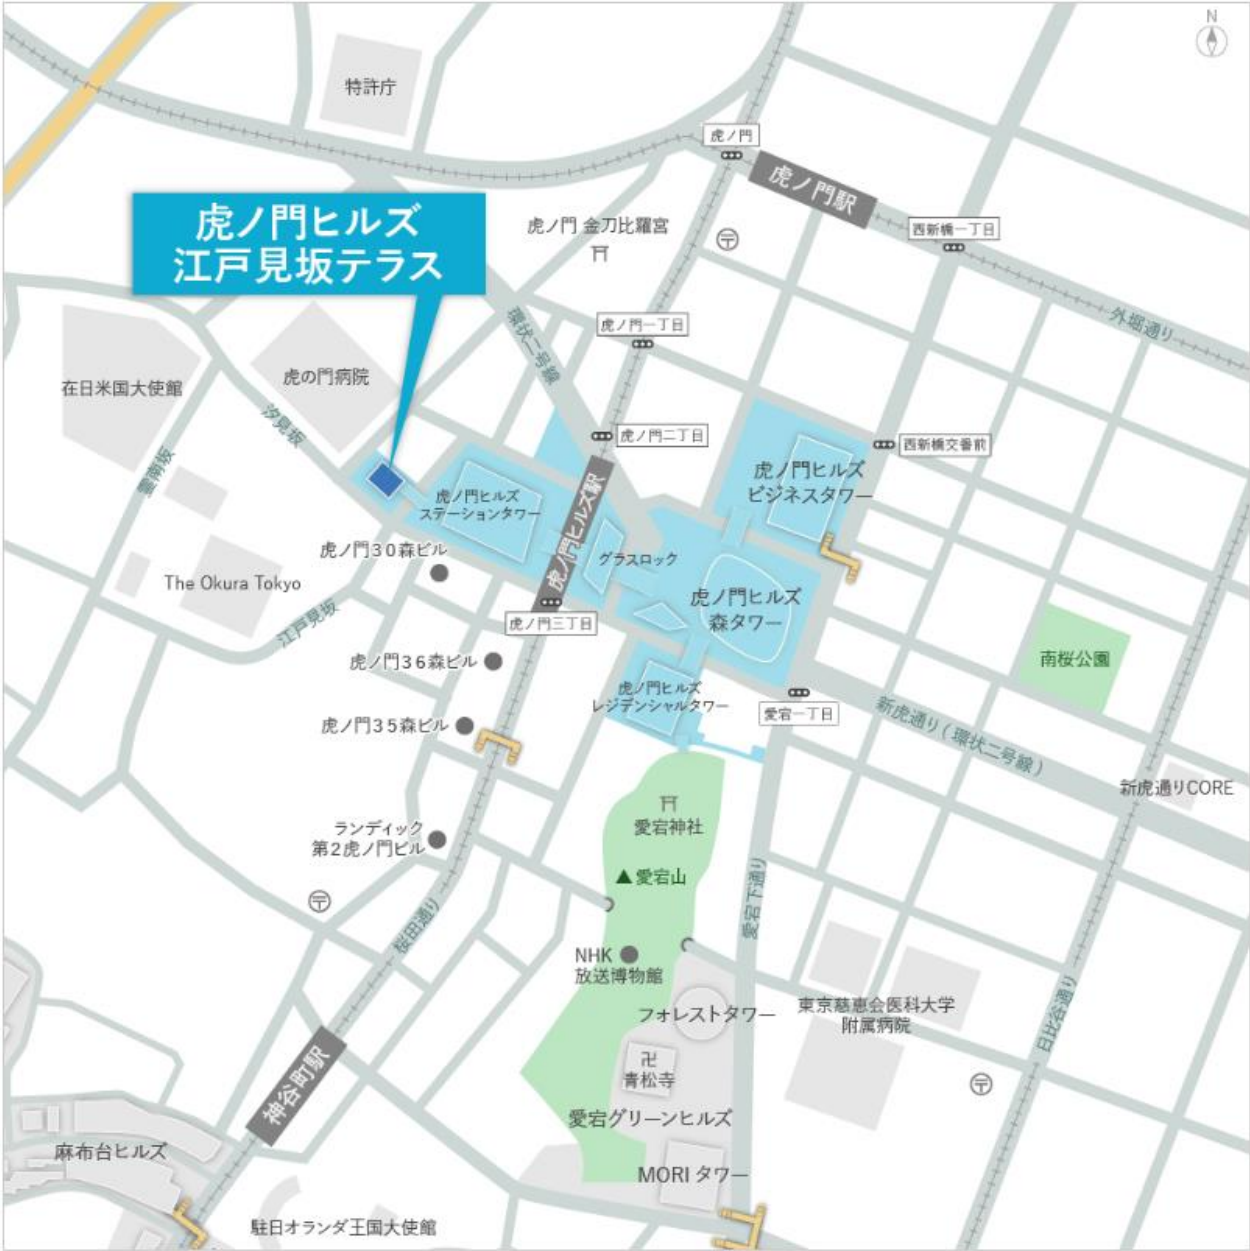 N
特許庁
虎ノ門
虎ノ門駅
虎ノ門ヒルズ
江戸見坂テラス
虎ノ門 金刀比羅宮
西新橋一丁目
外堀通り
虎ノ門一丁目
環状二号線
在日米国大使館
虎の門病院
汐見坂
霊南坂
虎ノ門二丁目
西新橋交番前
虎ノ門ヒルズ
ビジネスタワー
虎ノ門ヒルズ
ステーションタワー
虎ノ門ヒルズ駅
虎ノ門30森ビル
グラスロック
The Okura Tokyo
江戸見坂
虎ノ門三丁目
虎ノ門ヒルズ
森タワー
虎ノ門36森ビル
南桜公園
虎ノ門ヒルズ
レジデンシャルタワー
愛宕一丁目
新虎通り(環状二号線)
虎ノ門35森ビル
新虎通りCORE
愛宕神社
ランディック
第2虎ノ門ビル
愛宕山
愛宕下通り
桜田通り
NHK
放送博物館
フォレストタワー
東京慈恵会医科大学
附属病院
日比谷通り
神谷町駅
卍
青松寺
愛宕グリーンヒルズ
麻布台ヒルズ
MORI タワー
駐日オランダ王国大使館